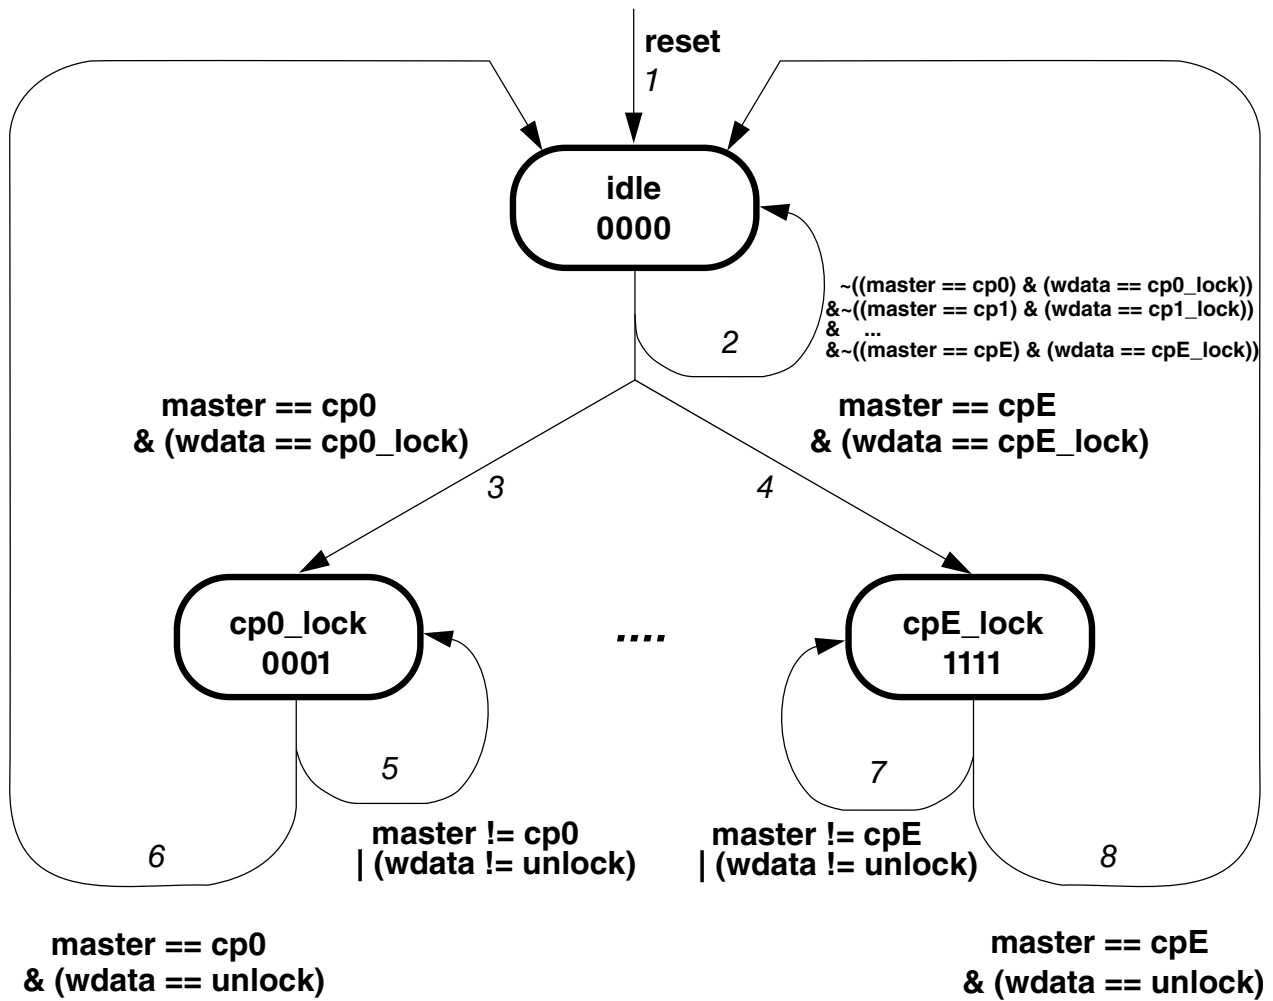 reset
1
idle
0000
~((master == cp0) & (wdata == cp0_lock))
&~((master == cp1) & (wdata == cp1_lock))
& ...
&~((master == cpE) & (wdata == cpE_lock))
2
master == cp0
& (wdata == cp0_lock)
master == cpE
& (wdata == cpE_lock)
3
4
cp0_lock
0001
....
cpE_lock
1111
5
7
master != cp0
| (wdata != unlock)
master != cpE
| (wdata != unlock)
6
8
master == cp0
& (wdata == unlock)
master == cpE
& (wdata == unlock)